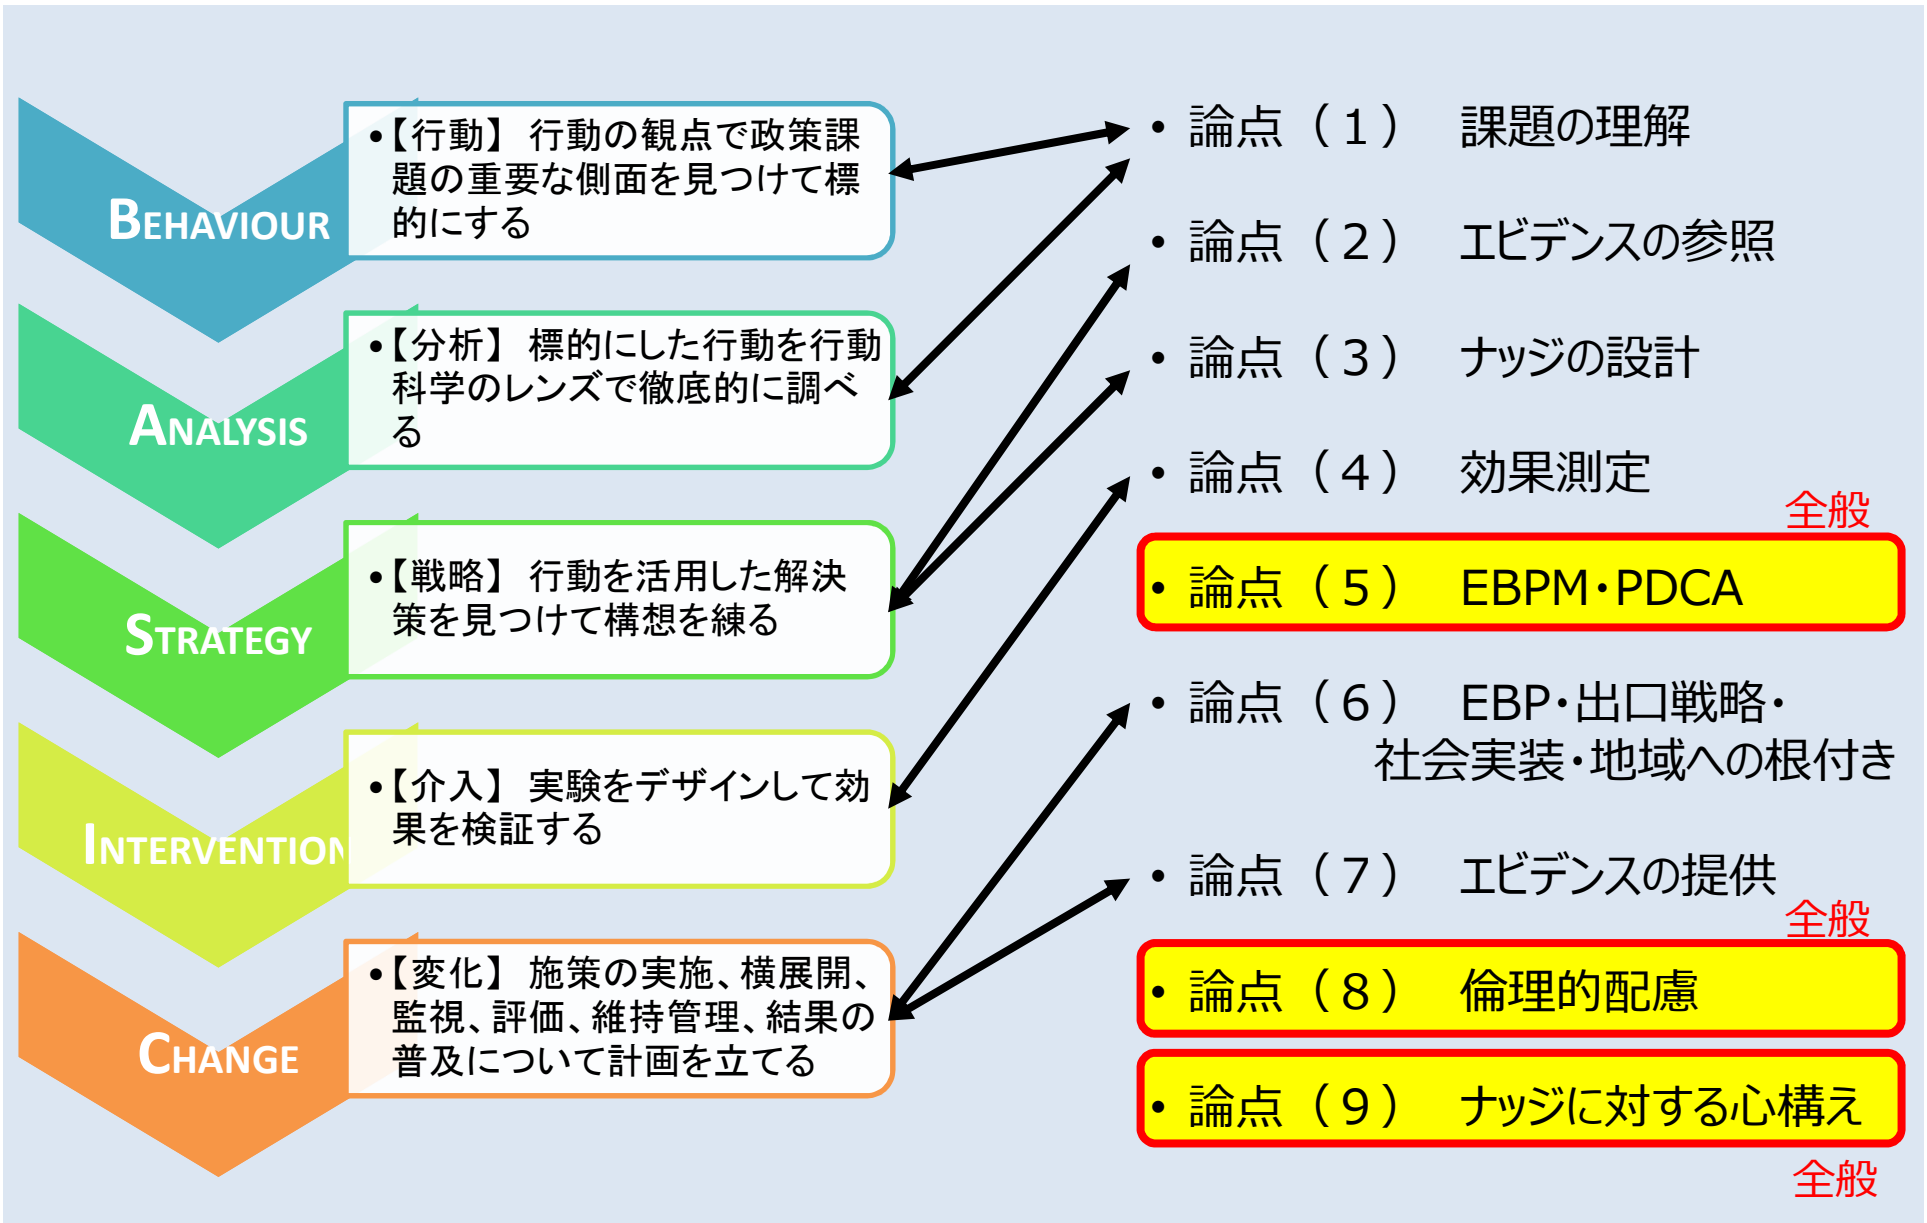 BEHAVIOUR
•【行動】 行動の観点で政策課
題の重要な側面を見つけて標
的にする
ANALYSIS
•【分析】 標的にした行動を行動
科学のレンズで徹底的に調べ
る
STRATEGY
•【戦略】 行動を活用した解決
策を見つけて構想を練る
INTERVENTION
•【介入】 実験をデザインして効
果を検証する
CHANGE
•【変化】 施策の実施、横展開、
監視、評価、維持管理、結果の
普及について計画を立てる
• 論点（１） 課題の理解
• 論点（２） エビデンスの参照
• 論点（３） ナッジの設計
• 論点（４） 効果測定
全般
• 論点（５） EBPM・PDCA
• 論点（６） EBP・出口戦略・
社会実装・地域への根付き
• 論点（７） エビデンスの提供
全般
• 論点（８） 倫理的配慮
• 論点（９） ナッジに対する心構え
全般